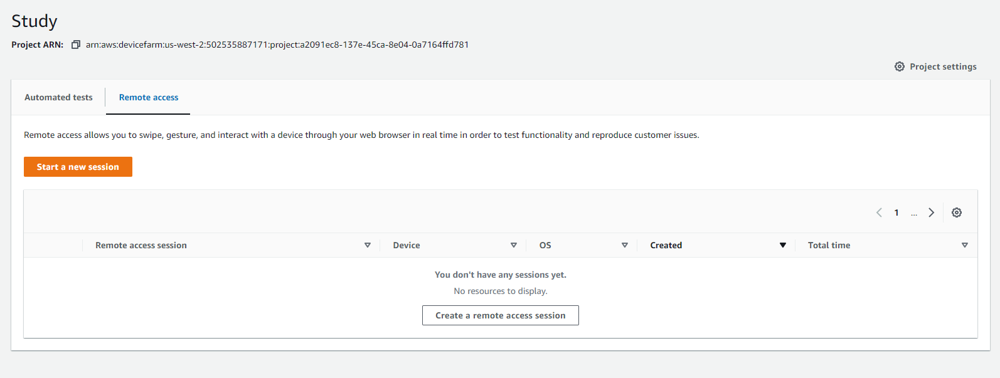 Study
Project ARN: arn:aws:devicefarm:us-west-2:502535887171:project:a2091ec8-137e-45ca-8e04-0a7164ffd781
Project settings
Automated tests
Remote access
Remote access allows you to swipe, gesture, and interact with a device through your web browser in real time in order to test functionality and reproduce customer issues.
Start a new session
1 ...
Remote access session Device OS Created Total time
You don't have any sessions yet.
No resources to display.
Create a remote access session